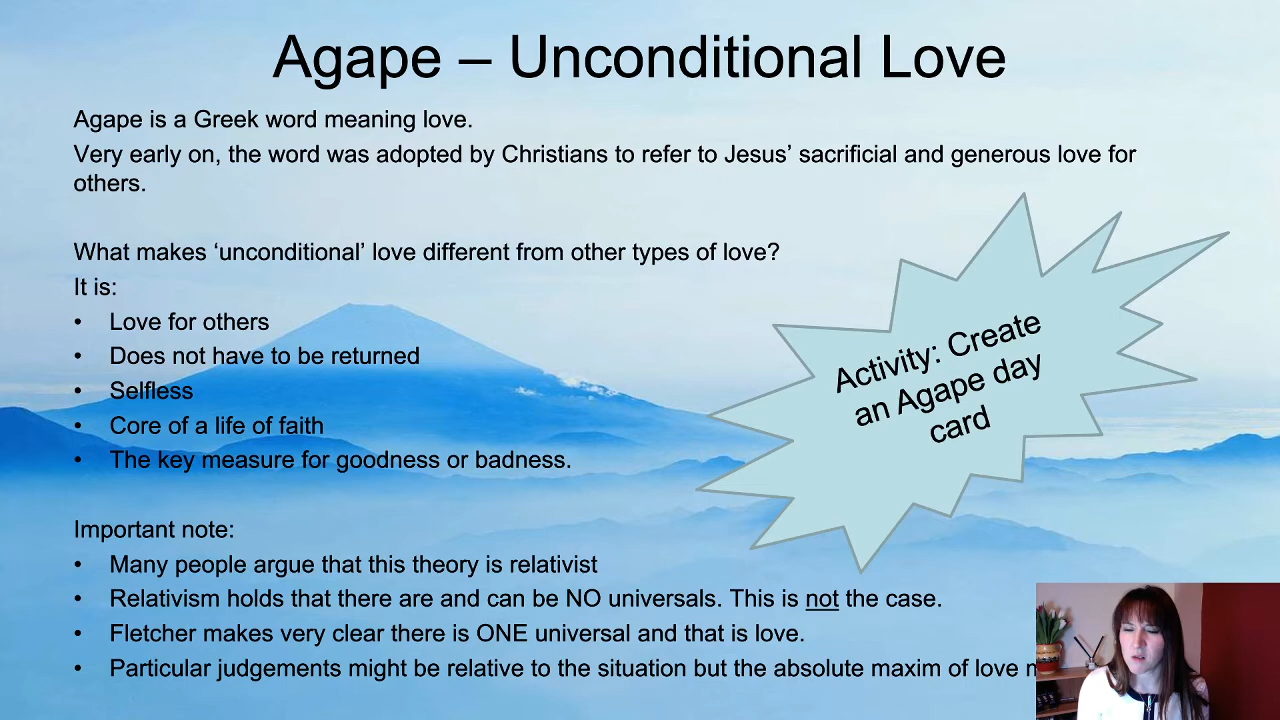 Agape – Unconditional Love
Agape is a Greek word meaning love.
Very early on, the word was adopted by Christians to refer to Jesus’ sacrificial and generous love for
others.
What makes ‘unconditional’ love different from other types of love?
It is:
• Love for others
• Does not have to be returned
• Selfless
• Core of a life of faith
• The key measure for goodness or badness.
Activity: Create
an Agape day
card
Important note:
• Many people argue that this theory is relativist
• Relativism holds that there are and can be NO universals. This is not the case.
• Fletcher makes very clear there is ONE universal and that is love.
• Particular judgements might be relative to the situation but the absolute maxim of love